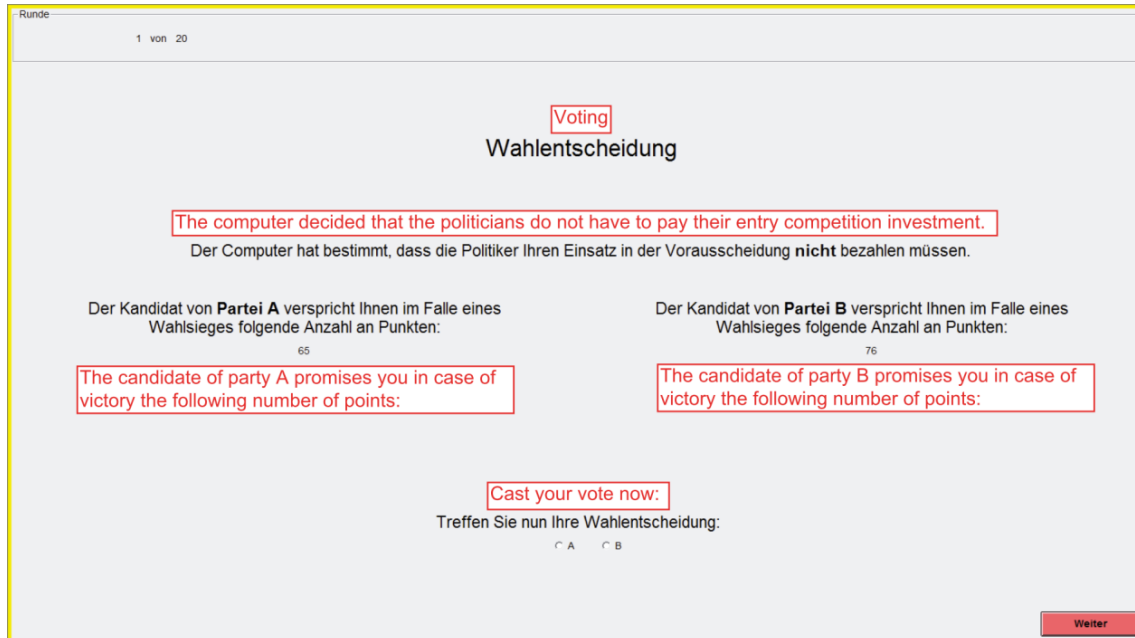 Runde
1 von 20
Voting
Wahlentscheidung
The computer decided that the politicians do not have to pay their entry competition investment.
Der Computer hat bestimmt, dass die Politiker Ihren Einsatz in der Vorausscheidung nicht bezahlen müssen.
Der Kandidat von Partei A verspricht Ihnen im Falle eines
Wahlsieges folgende Anzahl an Punkten:
65
The candidate of party A promises you in case of
victory the following number of points:
Der Kandidat von Partei B verspricht Ihnen im Falle eines
Wahlsieges folgende Anzahl an Punkten:
76
The candidate of party B promises you in case of
victory the following number of points:
Cast your vote now:
Treffen Sie nun Ihre Wahlentscheidung:
A B
Weiter